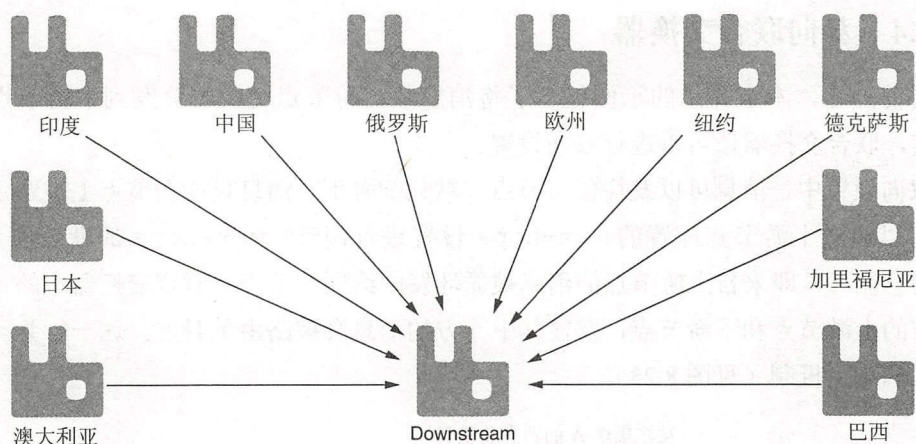 印度
中国
俄罗斯
欧州
纽约
德克萨斯
日本
加里福尼亚
澳大利亚
Downstream
巴西